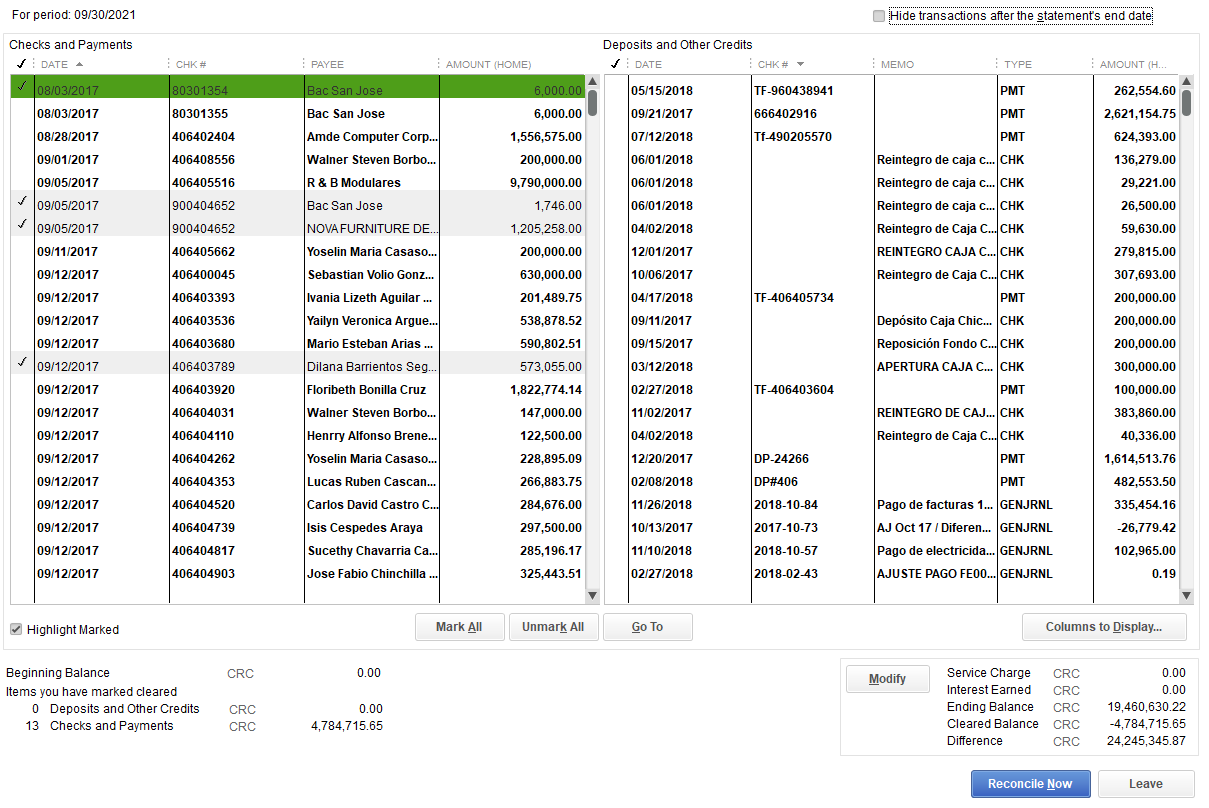 For period: 09/30/2021
Hide transactions after the statement's end date
Checks and Payments
Deposits and Other Credits
✓ DATE CHK # PAYEE AMOUNT (HOME)
✓ DATE CHK # MEMO TYPE AMOUNT (H...
✓ 08/03/2017 80301354 Bac San Jose 6,000.00
05/15/2018 TF-960438941 PMT 262,554.60
08/03/2017 80301355 Bac San Jose 6,000.00
09/21/2017 666402916 PMT 2,621,154.75
08/28/2017 406402404 Amde Computer Corp... 1,556,575.00
07/12/2018 Tf-490205570 PMT 624,393.00
09/01/2017 406408556 Walner Steven Borbo... 200,000.00
06/01/2018 Reintegro de caja c... CHK 136,279.00
09/05/2017 406405516 R & B Modulares 9,790,000.00
06/01/2018 Reintegro de caja c... CHK 29,221.00
✓ 09/05/2017 900404652 Bac San Jose 1,746.00
06/01/2018 Reintegro de caja c... CHK 26,500.00
✓ 09/05/2017 900404652 NOVAFURNITURE DE... 1,205,258.00
04/02/2018 Reintegro de Caja c... CHK 59,630.00
09/11/2017 406405662 Yoselin Maria Casaso... 200,000.00
12/01/2017 REINTEGRO CAJA C... CHK 279,815.00
09/12/2017 406400045 Sebastian Volio Gonz... 630,000.00
10/06/2017 Reintegro de Caja C... CHK 307,693.00
09/12/2017 406403393 Ivania Lizeth Aguilar ... 201,489.75
04/17/2018 TF-406405734 PMT 200,000.00
09/12/2017 406403536 Yailyn Veronica Argue... 538,878.52
09/11/2017 Depósito Caja Chic... CHK 200,000.00
09/12/2017 406403680 Mario Esteban Arias ... 590,802.51
09/15/2017 Reposición Fondo C... CHK 200,000.00
✓ 09/12/2017 406403789 Dilana Barrientos Seg... 573,055.00
03/12/2018 APERTURA CAJA C... CHK 300,000.00
09/12/2017 406403920 Floribeth Bonilla Cruz 1,822,774.14
02/27/2018 TF-406403604 PMT 100,000.00
09/12/2017 406404031 Walner Steven Borbo... 147,000.00
11/02/2017 REINTEGRO DE CAJ... CHK 383,860.00
09/12/2017 406404110 Henrry Alfonso Brene... 122,500.00
04/02/2018 Reintegro de Caja C... CHK 40,336.00
09/12/2017 406404262 Yoselin Maria Casaso... 228,895.09
12/20/2017 DP-24266 PMT 1,614,513.76
09/12/2017 406404353 Lucas Ruben Cascan... 266,883.75
02/08/2018 DP#406 PMT 482,553.50
09/12/2017 406404520 Carlos David Castro C... 284,676.00
11/26/2018 2018-10-84 Pago de facturas 1... GENJRNL 335,454.16
09/12/2017 406404739 Isis Cespedes Araya 297,500.00
10/13/2017 2017-10-73 AJ Oct 17 / Diferen... GENJRNL -26,779.42
09/12/2017 406404817 Sucethy Chavarria Ca... 285,196.17
11/10/2018 2018-10-57 Pago de electricida... GENJRNL 102,965.00
09/12/2017 406404903 Jose Fabio Chinchilla ... 325,443.51
02/27/2018 2018-02-43 AJUSTE PAGO FE00... GENJRNL 0.19
Highlight Marked
Mark All Unmark All Go To Columns to Display...
Beginning Balance CRC 0.00
Items you have marked cleared
0 Deposits and Other Credits CRC 0.00
13 Checks and Payments CRC 4,784,715.65
Modify
Service Charge CRC 0.00
Interest Earned CRC 0.00
Ending Balance CRC 19,460,630.22
Cleared Balance CRC -4,784,715.65
Difference CRC 24,245,345.87
Reconcile Now Leave